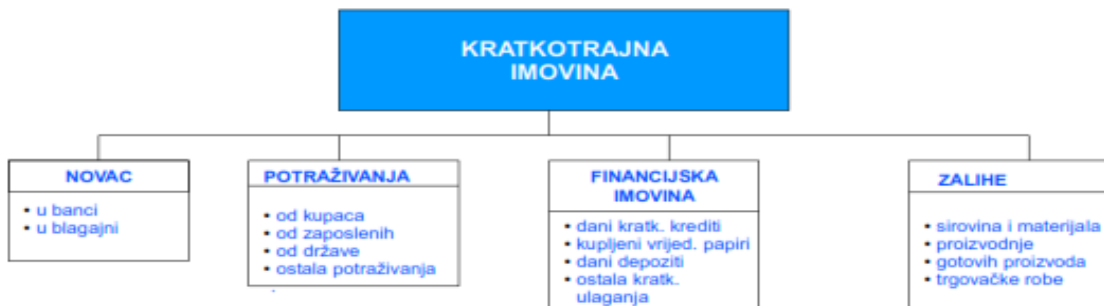 KRATKOTRAJNA
IMOVINA
NOVAC
• u banci
• u blagajni
POTRAŽIVANJA
• od kupaca
• od zaposlenih
• od države
• ostala potraživanja
FINANCIJSKA
IMOVINA
• dani kratk. krediti
• kupljeni vrijed. papiri
• dani depoziti
• ostala kratk.
ulaganja
ZALIHE
• sirovina i materijala
• proizvodnje
• gotovih proizvoda
• trgovačke robe